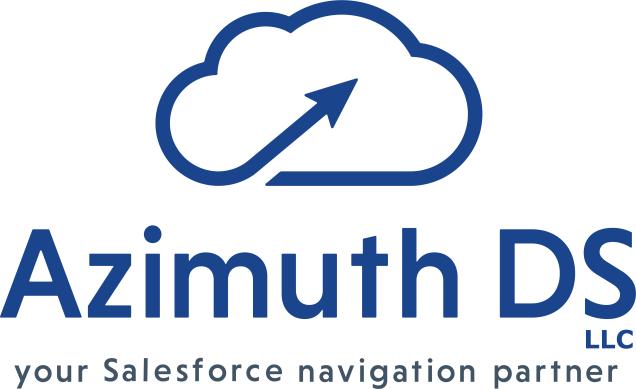 Azimuth DS
LLC
your Salesforce navigation partner